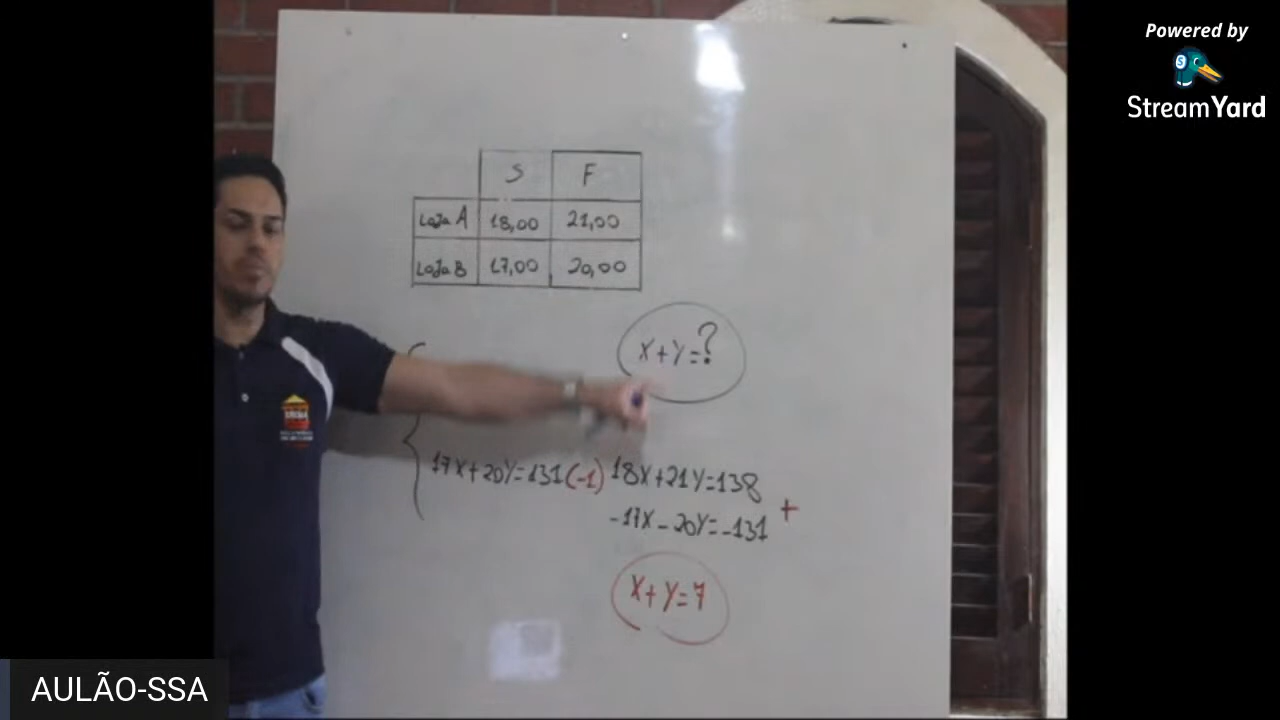 Powered by
StreamYard
S F
Loja A 18,00 21,00
Loja B 17,00 20,00
X+Y=?
17X+20Y=131(-1)
18X+21Y=138
-17X-20Y=-131
+
X+Y=7
AULÃO-SSA